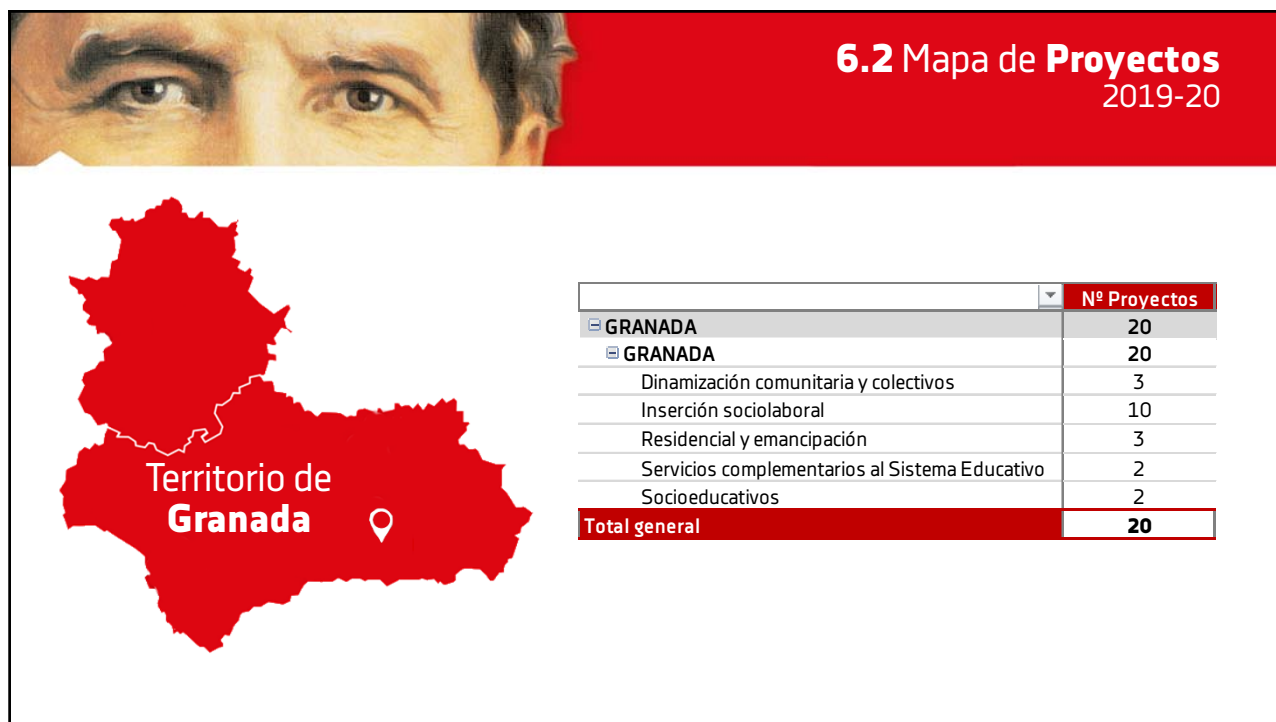 6.2 Mapa de Proyectos
2019-20
Territorio de
Granada
Nº Proyectos
GRANADA 20
GRANADA 20
Dinamización comunitaria y colectivos 3
Inserción sociolaboral 10
Residencial y emancipación 3
Servicios complementarios al Sistema Educativo 2
Socioeducativos 2
Total general 20